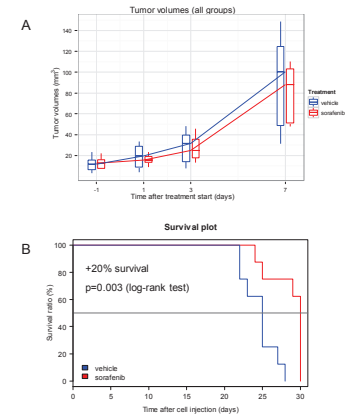 A
Tumor volumes (all groups)
Tumor volumes (mm³)
140
120
100
80
60
40
20
-1
1
3
7
Time after treatment start (days)
Treatment
vehicle
sorafenib
B
Survival plot
Survival ratio (%)
100
80
60
40
20
0
+20% survival
p=0.003 (log-rank test)
vehicle
sorafenib
0
5
10
15
20
25
30
Time after cell injection (days)